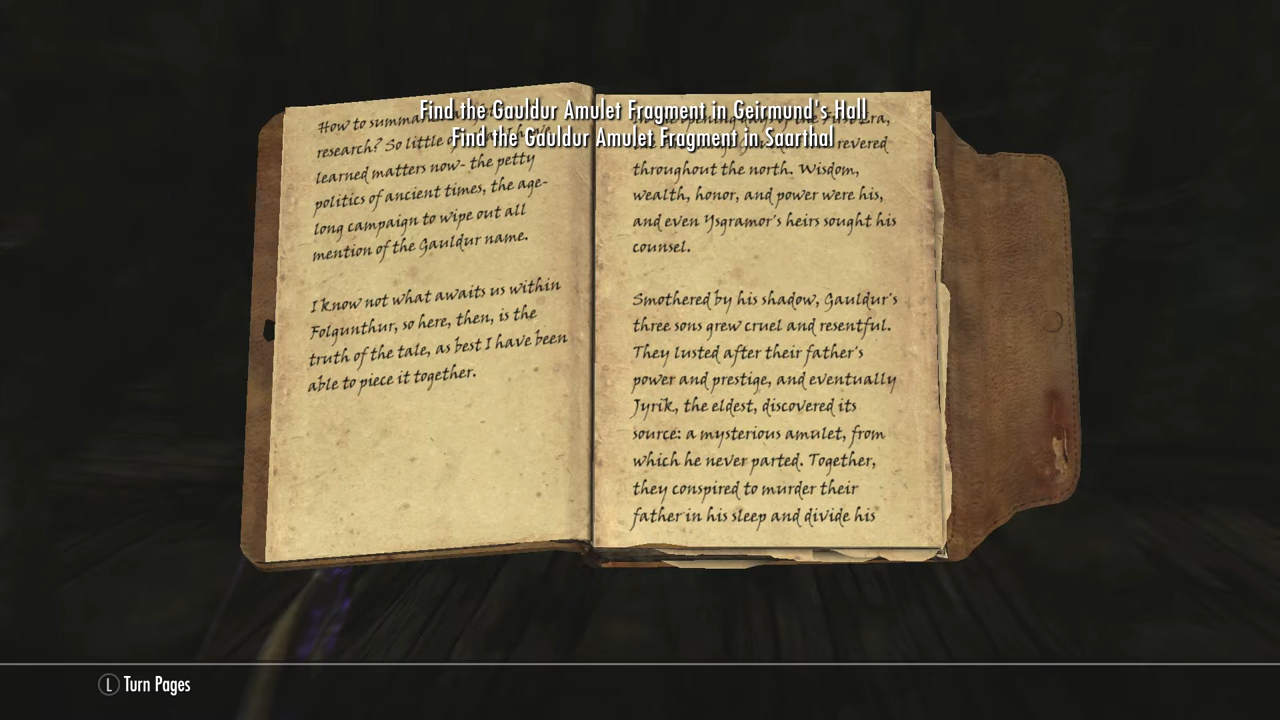 Find the Gauldur Amulet Fragment in Geirmund's Hall
Find the Gauldur Amulet Fragment in Saarthal
How to summa
research? So little
learned matters now- the petty
politics of ancient times, the age-
long campaign to wipe out all
mention of the Gauldur name.
I know not what awaits us within
Folgunthur, so here, then, is the
truth of the tale, as best I have been
able to piece it together.
opening days of the First Era,
revered
throughout the north. Wisdom,
wealth, honor, and power were his,
and even Ysgramor's heirs sought his
counsel.
Smothered by his shadow, Gauldur's
three sons grew cruel and resentful.
They lusted after their father's
power and prestige, and eventually
Jyrik, the eldest, discovered its
source: a mysterious amulet, from
which he never parted. Together,
they conspired to murder their
father in his sleep and divide his
L Turn Pages